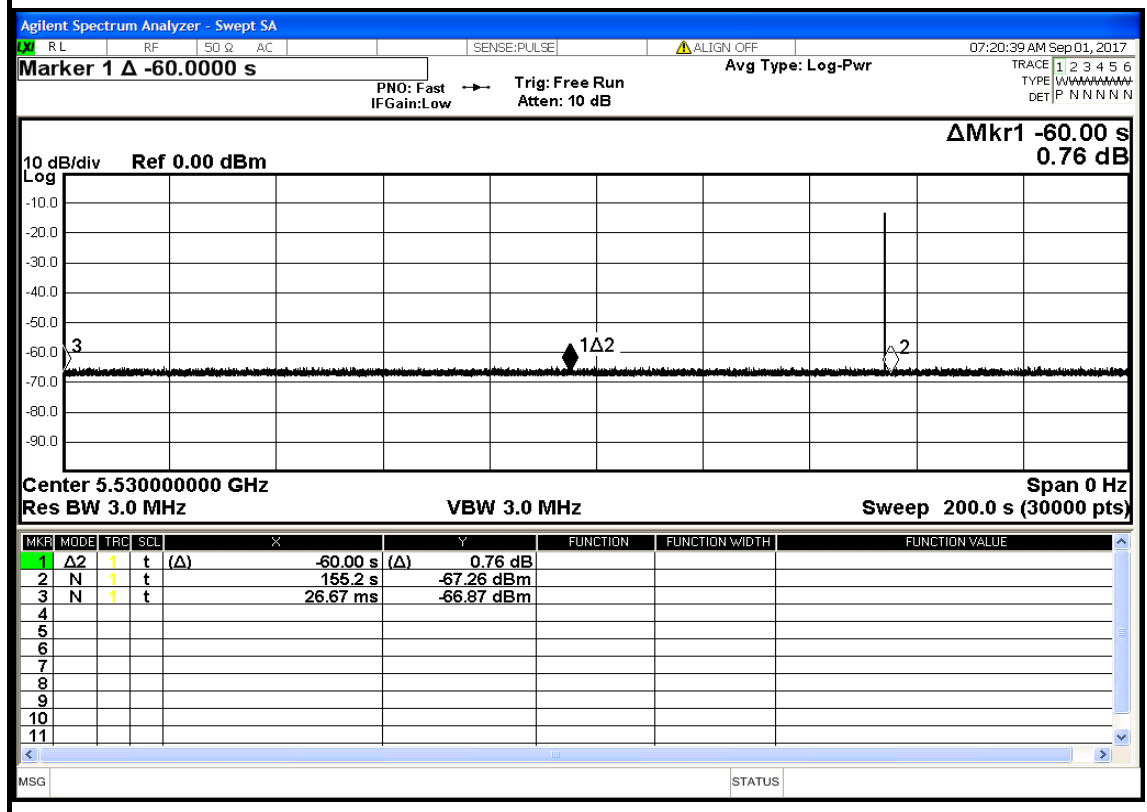 Agilent Spectrum Analyzer - Swept SA
LXI RL RF 50 Ω AC SENSE:PULSE ALIGN OFF 07:20:39 AM Sep 01, 2017
Marker 1 Δ -60.0000 s
PNO: Fast
IFGain:Low
Trig: Free Run
Atten: 10 dB
Avg Type: Log-Pwr
TRACE 1 2 3 4 5 6
TYPE
DET P N N N N N
ΔMkr1 -60.00 s
0.76 dB
10 dB/div Ref 0.00 dBm
Log
-10.0
-20.0
-30.0
-40.0
-50.0
-60.0
-70.0
-80.0
-90.0
3
1Δ2
2
Center 5.530000000 GHz Span 0 Hz
Res BW 3.0 MHz VBW 3.0 MHz Sweep 200.0 s (30000 pts)
MKR MODE TRC SCL X Y FUNCTION FUNCTION WIDTH FUNCTION VALUE
1 Δ2 1 t (Δ) -60.00 s (Δ) 0.76 dB
2 N 1 t 155.2 s -67.26 dBm
3 N 1 t 26.67 ms -66.87 dBm
4
5
6
7
8
9
10
11
MSG STATUS